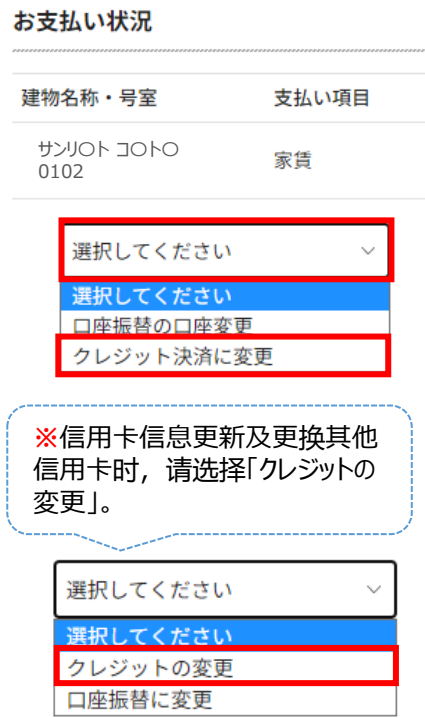 お支払い状況
建物名称・号室 支払い項目
サンリ〇ト コ〇ト〇
0102
家賃
選択してください
選択してください
口座振替の口座変更
クレジット決済に変更
※信用卡信息更新及更换其他
信用卡时，请选择「クレジットの
変更」。
選択してください
選択してください
クレジットの変更
口座振替に変更